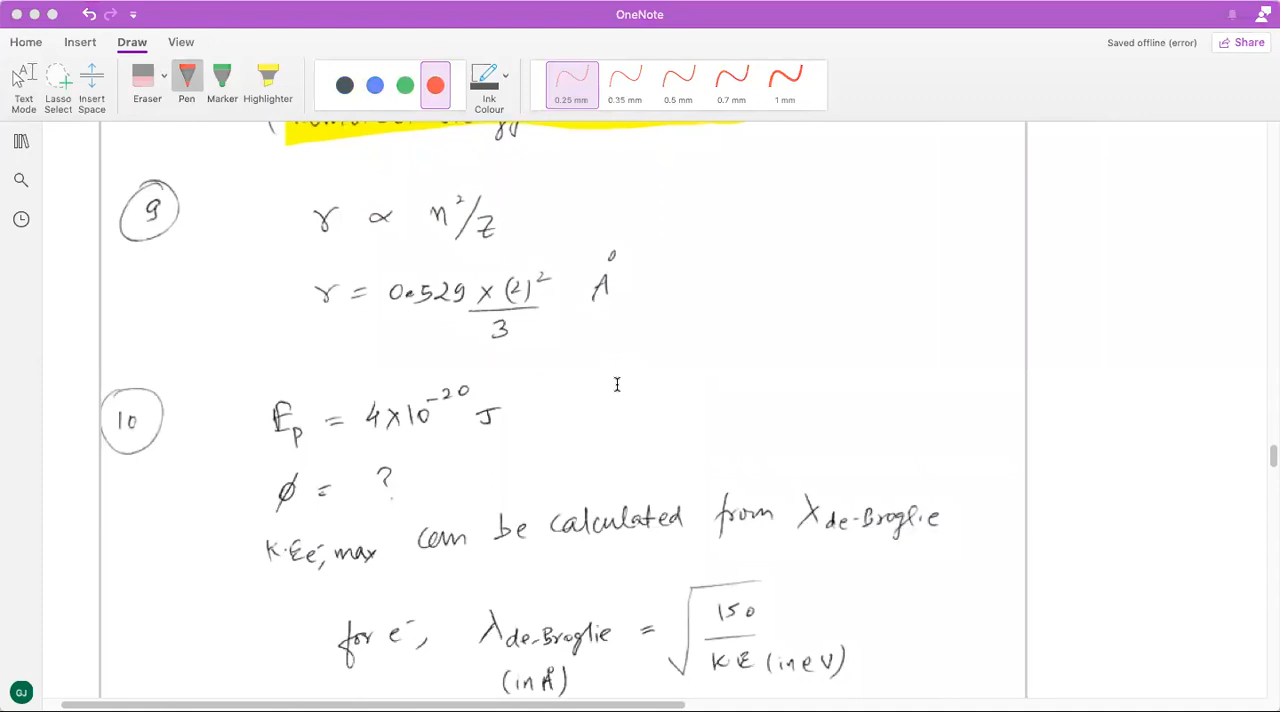 OneNote
Home Insert Draw View
Saved offline (error) Share
Text Mode Lasso Select Insert Space Eraser Pen Marker Highlighter Ink Colour 0.25 mm 0.35 mm 0.5 mm 0.7 mm 1 mm
9 r ∝ n²/Z
r = 0.529 × (2)² / 3 Å
10 Ep = 4×10⁻²⁰ J
φ = ?
K.E e⁻, max can be calculated from λ de-Broglie
for e⁻, λ de-Broglie = √(150 / KE (in eV))
(in Å)
GJ